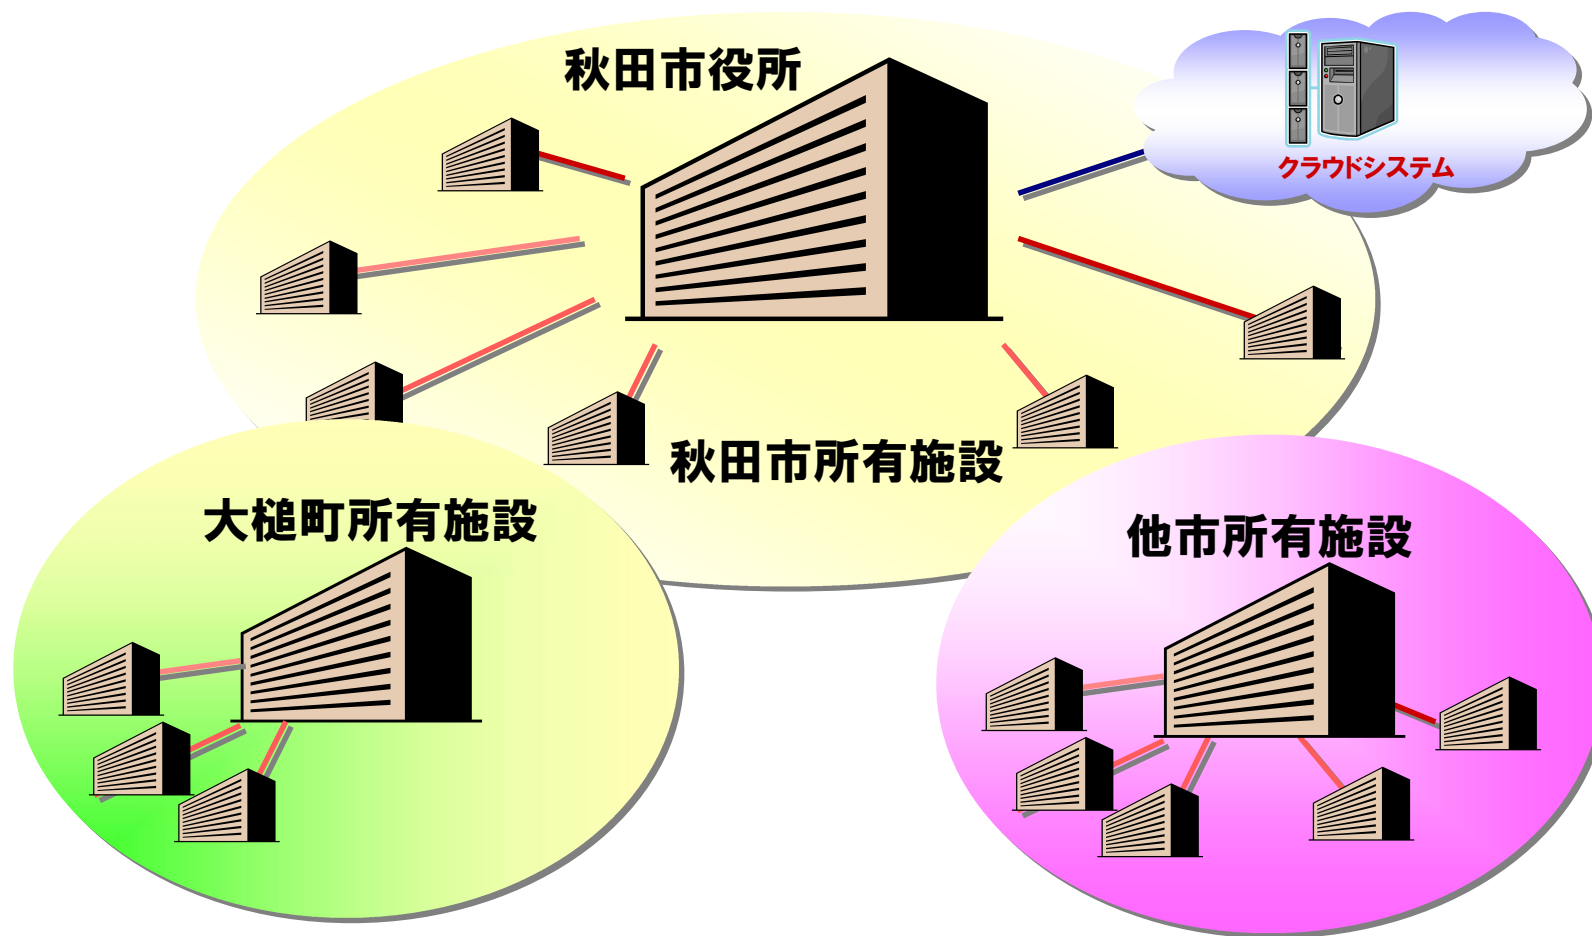 秋田市役所
クラウドシステム
秋田市所有施設
大槌町所有施設
他市所有施設